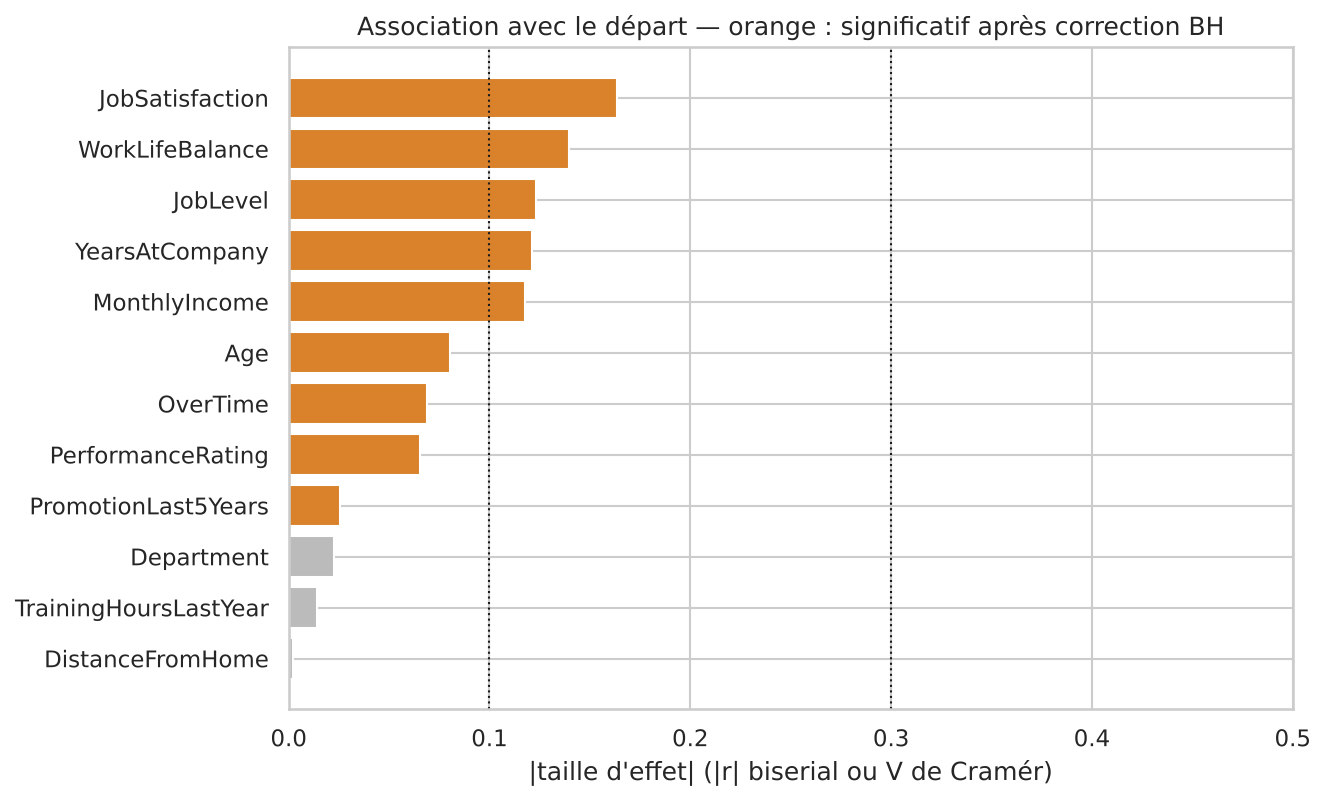 Association avec le départ — orange : significatif après correction BH
JobSatisfaction
WorkLifeBalance
JobLevel
YearsAtCompany
MonthlyIncome
Age
OverTime
PerformanceRating
PromotionLast5Years
Department
TrainingHoursLastYear
DistanceFromHome
0.0 0.1 0.2 0.3 0.4 0.5
|taille d'effet| (|r| biserial ou V de Cramér)